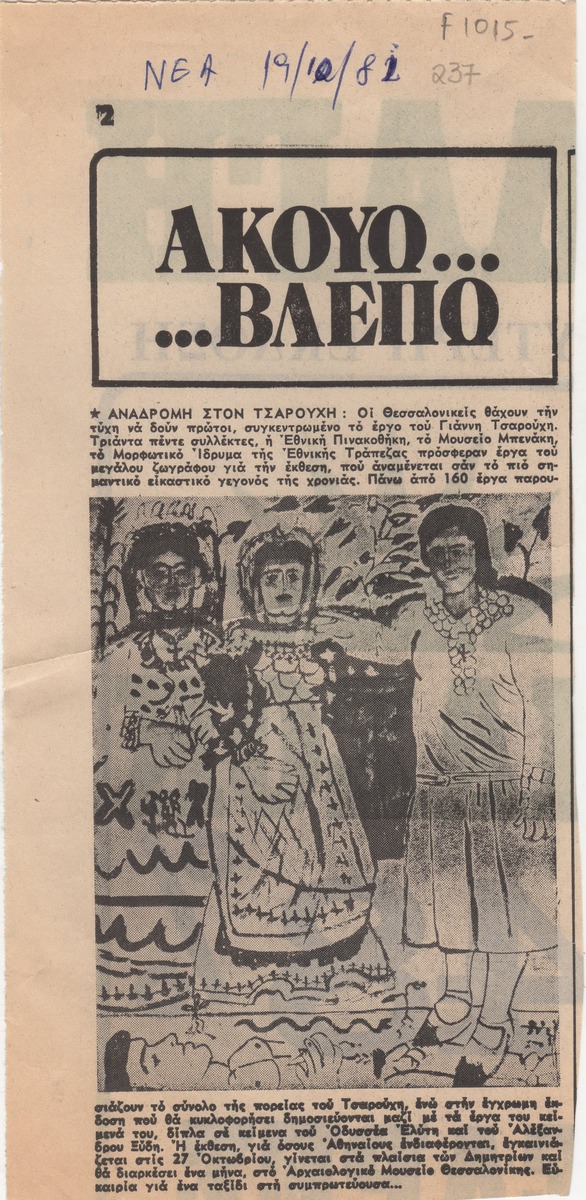 F1015-
ΝΕΑ 19/10/81 237
2
ΑΚΟΥΩ...
...ΒΛΕΠΩ
★ ΑΝΑΔΡΟΜΗ ΣΤΟΝ ΤΣΑΡΟΥΧΗ: Οἱ Θεσσαλονικεῖς θἄχουν τὴν
τύχη νὰ δοῦν πρῶτοι, συγκεντρωμένο τὸ ἔργο τοῦ Γιάννη Τσαρούχη.
Τριάντα πέντε συλλέκτες, ἡ Ἐθνικὴ Πινακοθήκη, τὸ Μουσεῖο Μπενάκη,
τὸ Μορφωτικὸ Ἵδρυμα τῆς Ἐθνικῆς Τράπεζας πρόσφεραν ἔργα τοῦ
μεγάλου ζωγράφου γιὰ τὴν ἔκθεση, ποὺ ἀναμένεται σὰν τὸ πιὸ ση-
μαντικὸ εἰκαστικὸ γεγονὸς τῆς χρονιᾶς. Πάνω ἀπὸ 160 ἔργα παρου-
σιάζουν τὸ σύνολο τῆς πορείας τοῦ Τσαρούχη, ἐνῶ στὴν ἔγχρωμη ἔκ-
δοση ποὺ θὰ κυκλοφορήσει δημοσιεύονται μαζὶ μὲ τὰ ἔργα του κεί-
μενά του, δίπλα σὲ κείμενα τοῦ Ὀδυσσέα Ἐλύτη καὶ τοῦ Ἀλέξαν-
δρου Ξύδη. Ἡ ἔκθεση, γιὰ ὅσους Ἀθηναίους ἐνδιαφέρονται, ἐγκαινιά-
ζεται στὶς 27 Ὀκτωβρίου, γίνεται στὰ πλαίσια τῶν Δημητρίων καὶ
θὰ διαρκέσει ἕνα μήνα, στὸ Ἀρχαιολογικὸ Μουσεῖο Θεσσαλονίκης. Εὐ-
καιρία γιὰ ἕνα ταξίδι στὴ συμπρωτεύουσα...